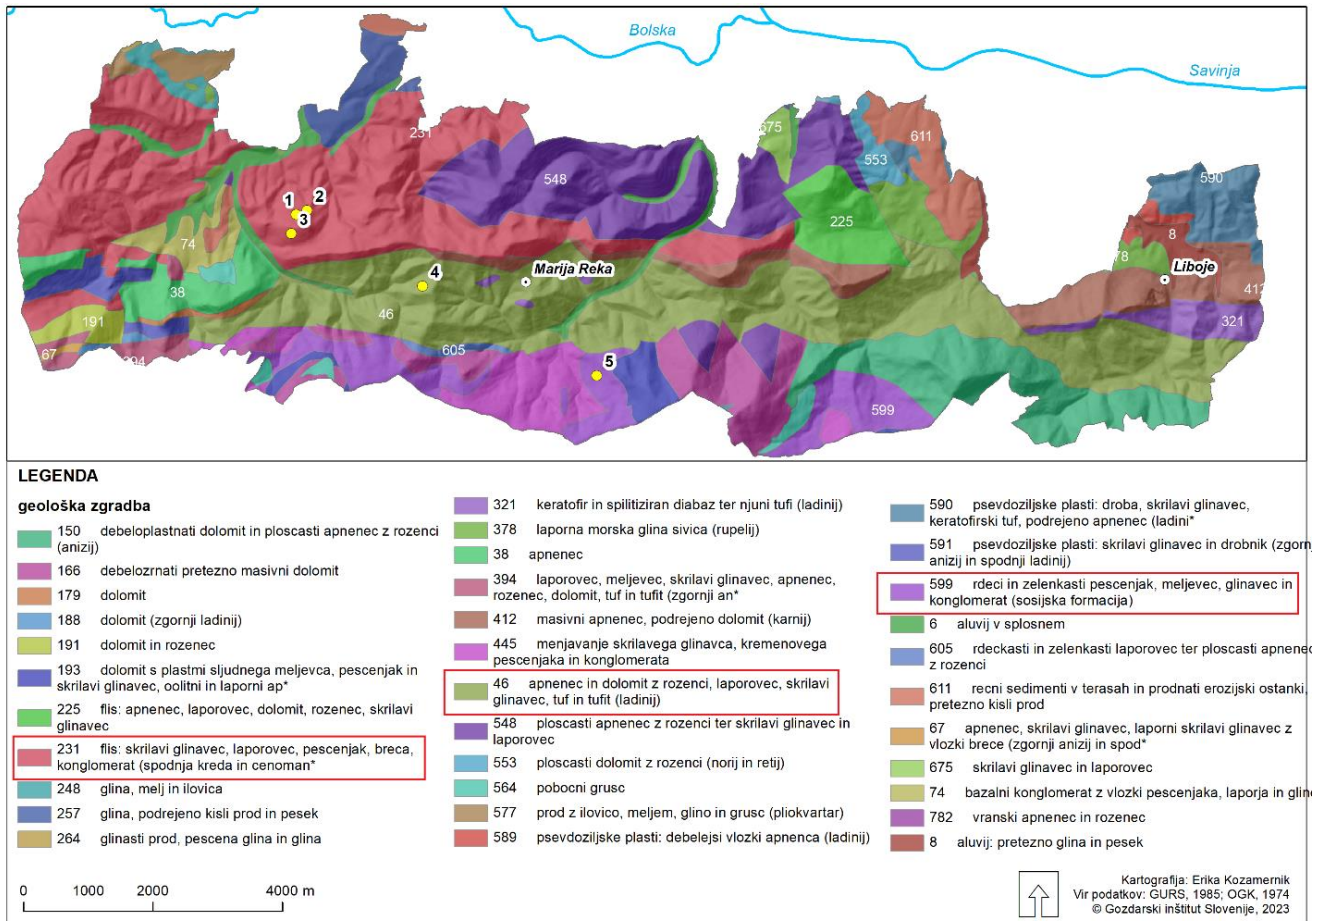 Bolska
Savinja
231
675
611
553
590
548
1
2
3
225
74
8
78
Liboje
4
Marija Reka
38
412
46
321
191
67
394
605
5
599
LEGENDA
geološka zgradba
150 debeloplastnati dolomit in ploscasti apnenec z rozenci
(anizij)
166 debelozrnati pretezno masivni dolomit
179 dolomit
188 dolomit (zgornji ladinij)
191 dolomit in rozenec
193 dolomit s plastmi sljudnega meljevca, pescenjak in
skrilavi glinavec, oolitni in laporni ap*
225 flis: apnenec, laporovec, dolomit, rozenec, skrilavi
glinavec
231 flis: skrilavi glinavec, laporovec, pescenjak, breca,
konglomerat (spodnja kreda in cenoman*
248 glina, melj in ilovica
257 glina, podrejeno kisli prod in pesek
264 glinasti prod, pescena glina in glina
321 keratofir in spilitiziran diabaz ter njuni tufi (ladinij)
378 laporna morska glina sivica (rupelij)
38 apnenec
394 laporovec, meljevec, skrilavi glinavec, apnenec,
rozenec, dolomit, tuf in tufit (zgornji an*
412 masivni apnenec, podrejeno dolomit (karnij)
445 menjavanje skrilavega glinavca, kremenovega
pescenjaka in konglomerata
46 apnenec in dolomit z rozenci, laporovec, skrilavi
glinavec, tuf in tufit (ladinij)
548 ploscasti apnenec z rozenci ter skrilavi glinavec in
laporovec
553 ploscasti dolomit z rozenci (norij in retij)
564 pobocni grusc
577 prod z ilovico, meljem, glino in grusc (pliokvartar)
589 psevdoziljske plasti: debelejsi vlozki apnenca (ladinij)
590 psevdoziljske plasti: droba, skrilavi glinavec,
keratofirski tuf, podrejeno apnenec (ladini*
591 psevdoziljske plasti: skrilavi glinavec in drobnik (zgornj
anizij in spodnji ladinij)
599 rdeci in zelenkasti pescenjak, meljevec, glinavec in
konglomerat (sosijska formacija)
6 aluvij v splosnem
605 rdeckasti in zelenkasti laporovec ter ploscasti apnenec
z rozenci
611 recni sedimenti v terasah in prodnati erozijski ostanki,
pretezno kisli prod
67 apnenec, skrilavi glinavec, laporni skrilavi glinavec z
vlozki brece (zgornji anizij in spod*
675 skrilavi glinavec in laporovec
74 bazalni konglomerat z vlozki pescenjaka, laporja in glin
782 vranski apnenec in rozenec
8 aluvij: pretezno glina in pesek
0 1000 2000 4000 m
Kartografija: Erika Kozamernik
Vir podatkov: GURS, 1985; OGK, 1974
© Gozdarski inštitut Slovenije, 2023